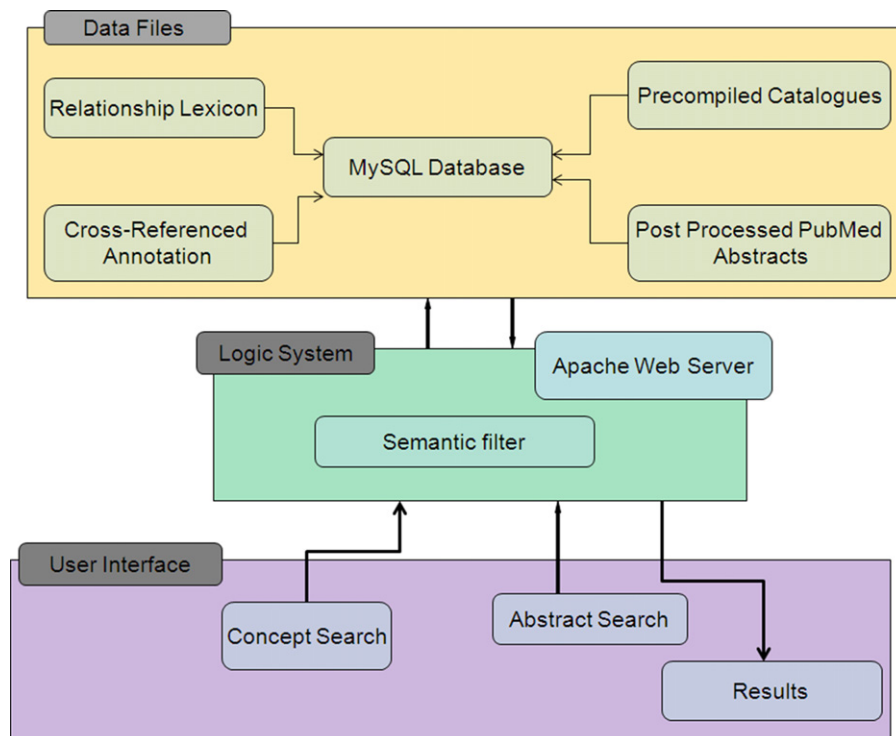 Data Files
Relationship Lexicon
Precompiled Catalogues
MySQL Database
Cross-Referenced
Annotation
Post Processed PubMed
Abstracts
Logic System
Apache Web Server
Semantic filter
User Interface
Concept Search
Abstract Search
Results